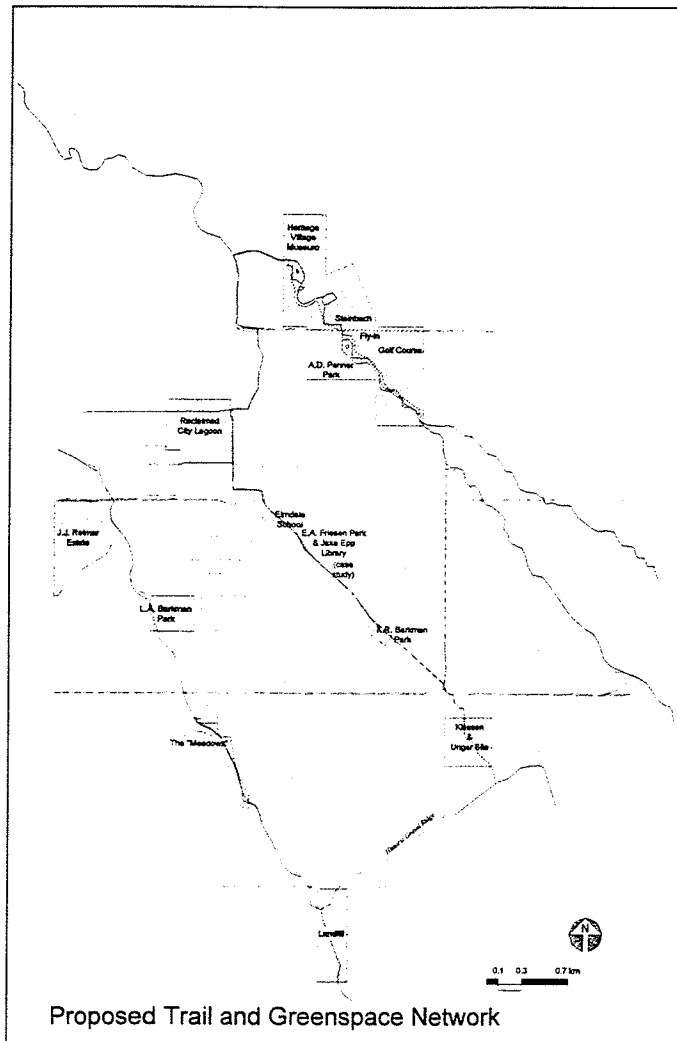 Heritage
Village
Museum
Steinbach
Fly-In
Golf Course
A.D. Penner
Park
Reclaimed
City Lagoon
Elmdale
School
E.A. Friesen Park
& Jake Epp
Library
(case
study)
J.J. Reimer
Estate
L.A. Barkman
Park
K.R. Barkman
Park
The "Meadows"
Klassen
&
Unger Site
Gravel Ridge
Landfill
N
0.1 0.3 0.7 km
Proposed Trail and Greenspace Network